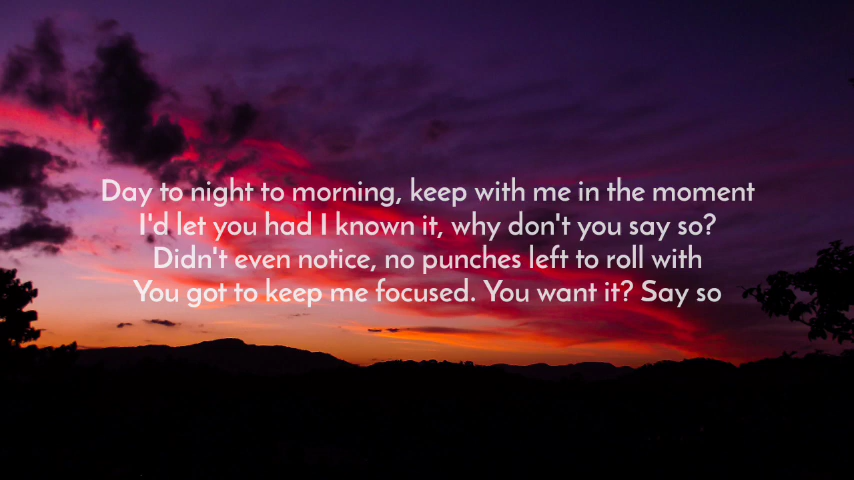 Day to night to morning, keep with me in the moment
I'd let you had I known it, why don't you say so?
Didn't even notice, no punches left to roll with
You got to keep me focused. You want it? Say so